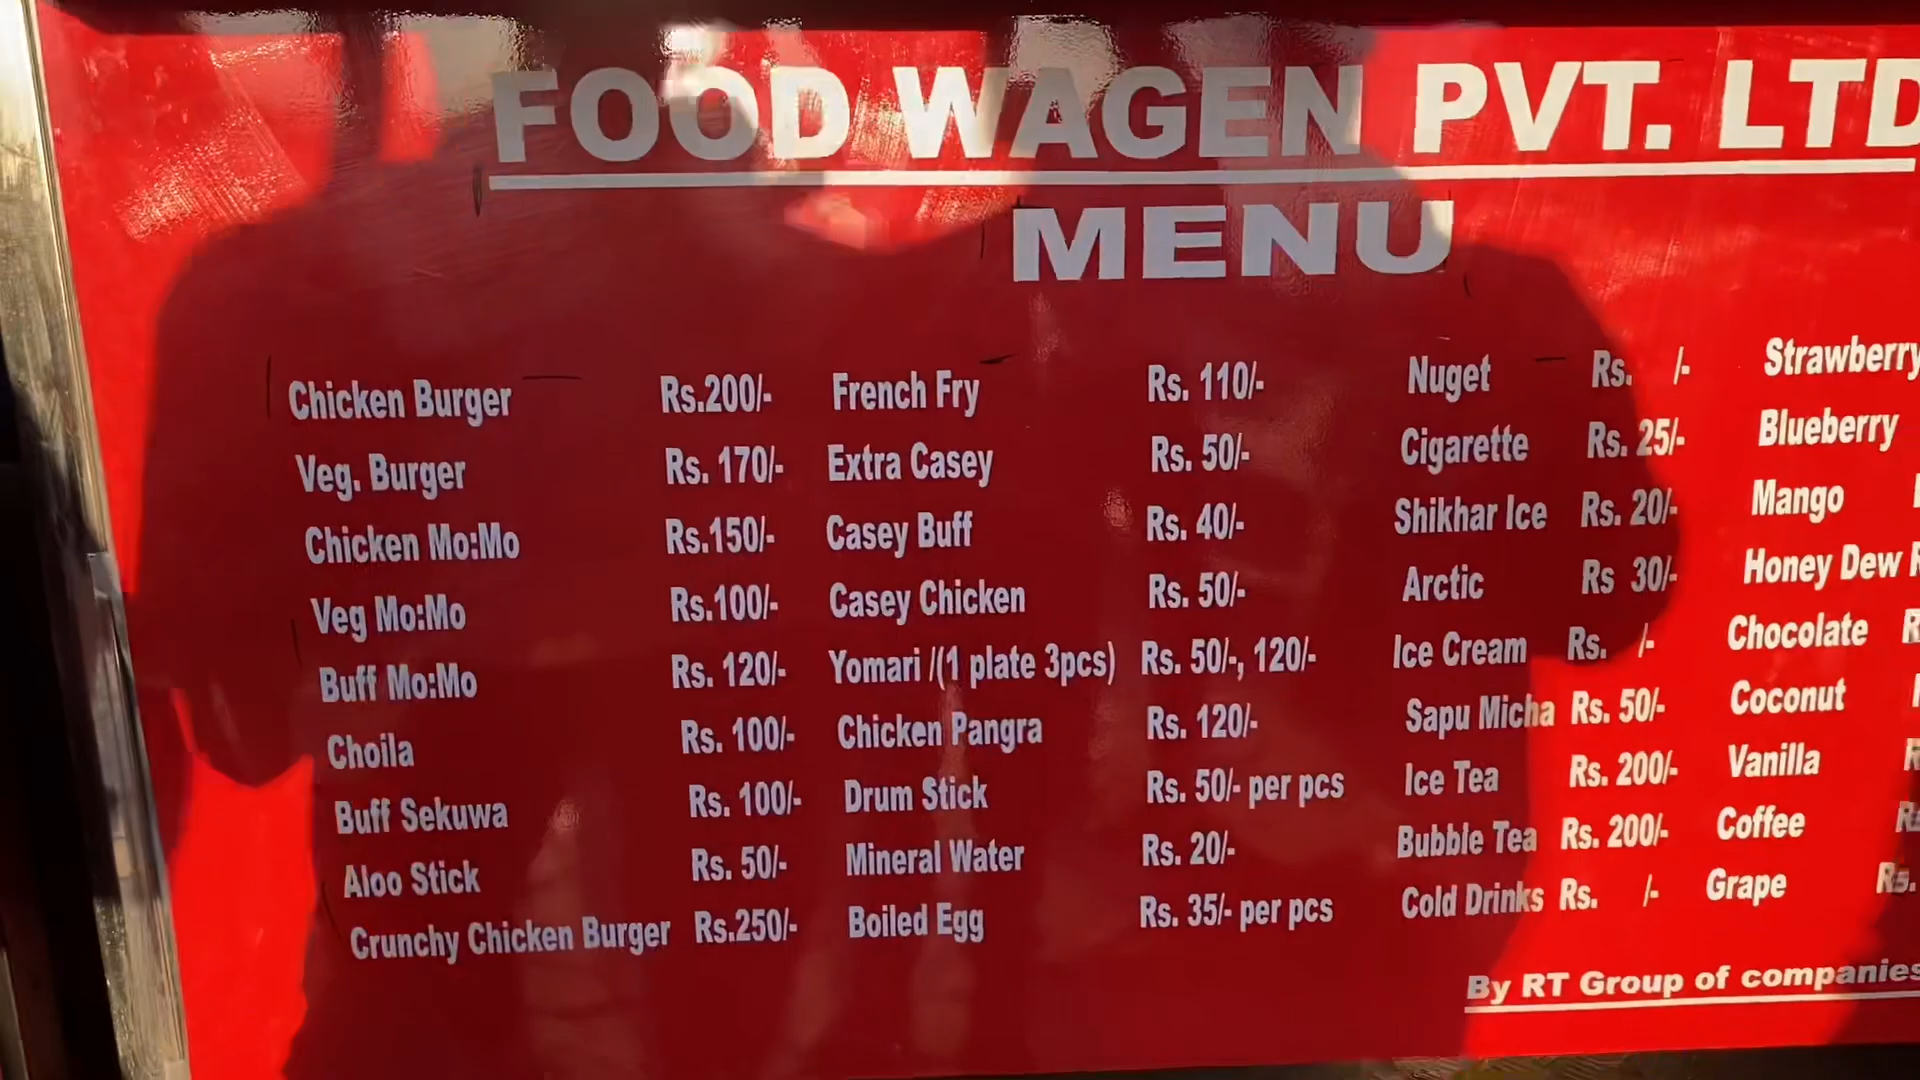 FOOD WAGEN PVT. LTD
MENU
Chicken Burger Rs.200/-
Veg. Burger Rs. 170/-
Chicken Mo:Mo Rs.150/-
Veg Mo:Mo Rs.100/-
Buff Mo:Mo Rs. 120/-
Choila Rs. 100/-
Buff Sekuwa Rs. 100/-
Aloo Stick Rs. 50/-
Crunchy Chicken Burger Rs.250/-
French Fry Rs. 110/-
Extra Casey Rs. 50/-
Casey Buff Rs. 40/-
Casey Chicken Rs. 50/-
Yomari /(1 plate 3pcs) Rs. 50/-, 120/-
Chicken Pangra Rs. 120/-
Drum Stick Rs. 50/- per pcs
Mineral Water Rs. 20/-
Boiled Egg Rs. 35/- per pcs
Nuget Rs. /-
Cigarette Rs. 25/-
Shikhar Ice Rs. 20/-
Arctic Rs 30/-
Ice Cream Rs. /-
Sapu Micha Rs. 50/-
Ice Tea Rs. 200/-
Bubble Tea Rs. 200/-
Cold Drinks Rs. /-
Strawberry
Blueberry
Mango
Honey Dew
Chocolate
Coconut
Vanilla
Coffee
Grape Rs.
By RT Group of companies